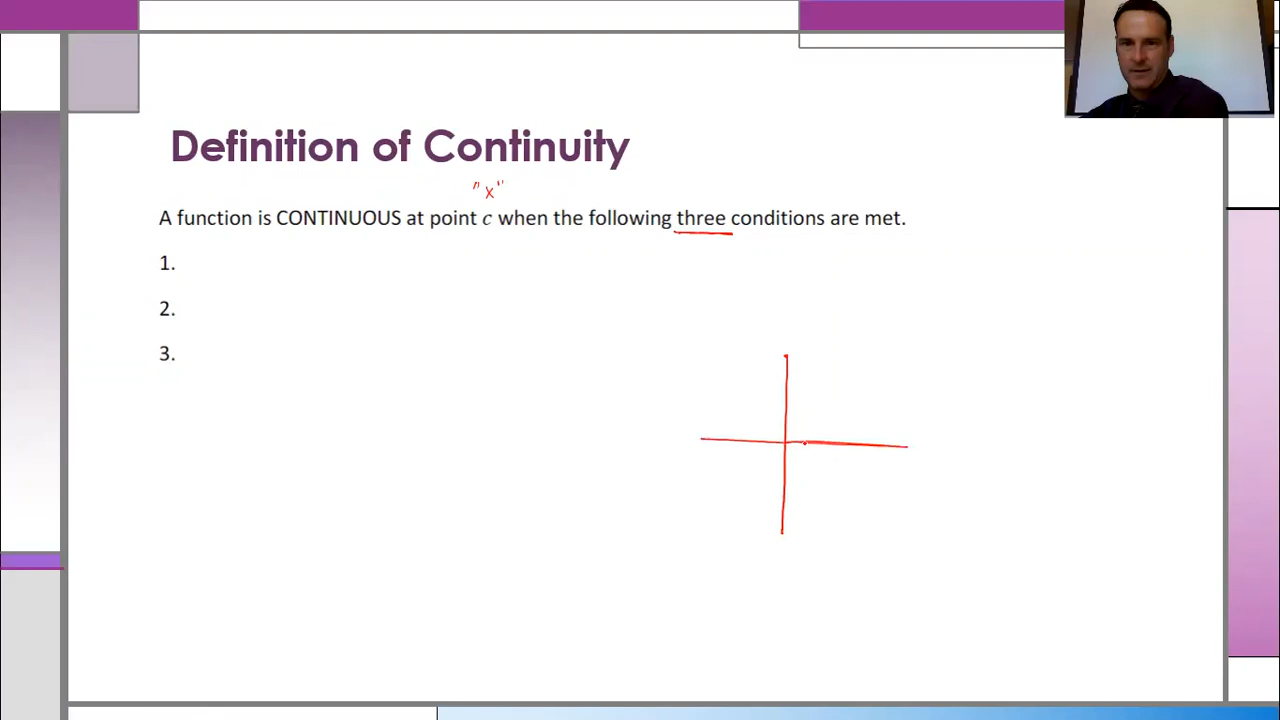 Definition of Continuity
"x"
A function is CONTINUOUS at point c when the following three conditions are met.
1.
2.
3.